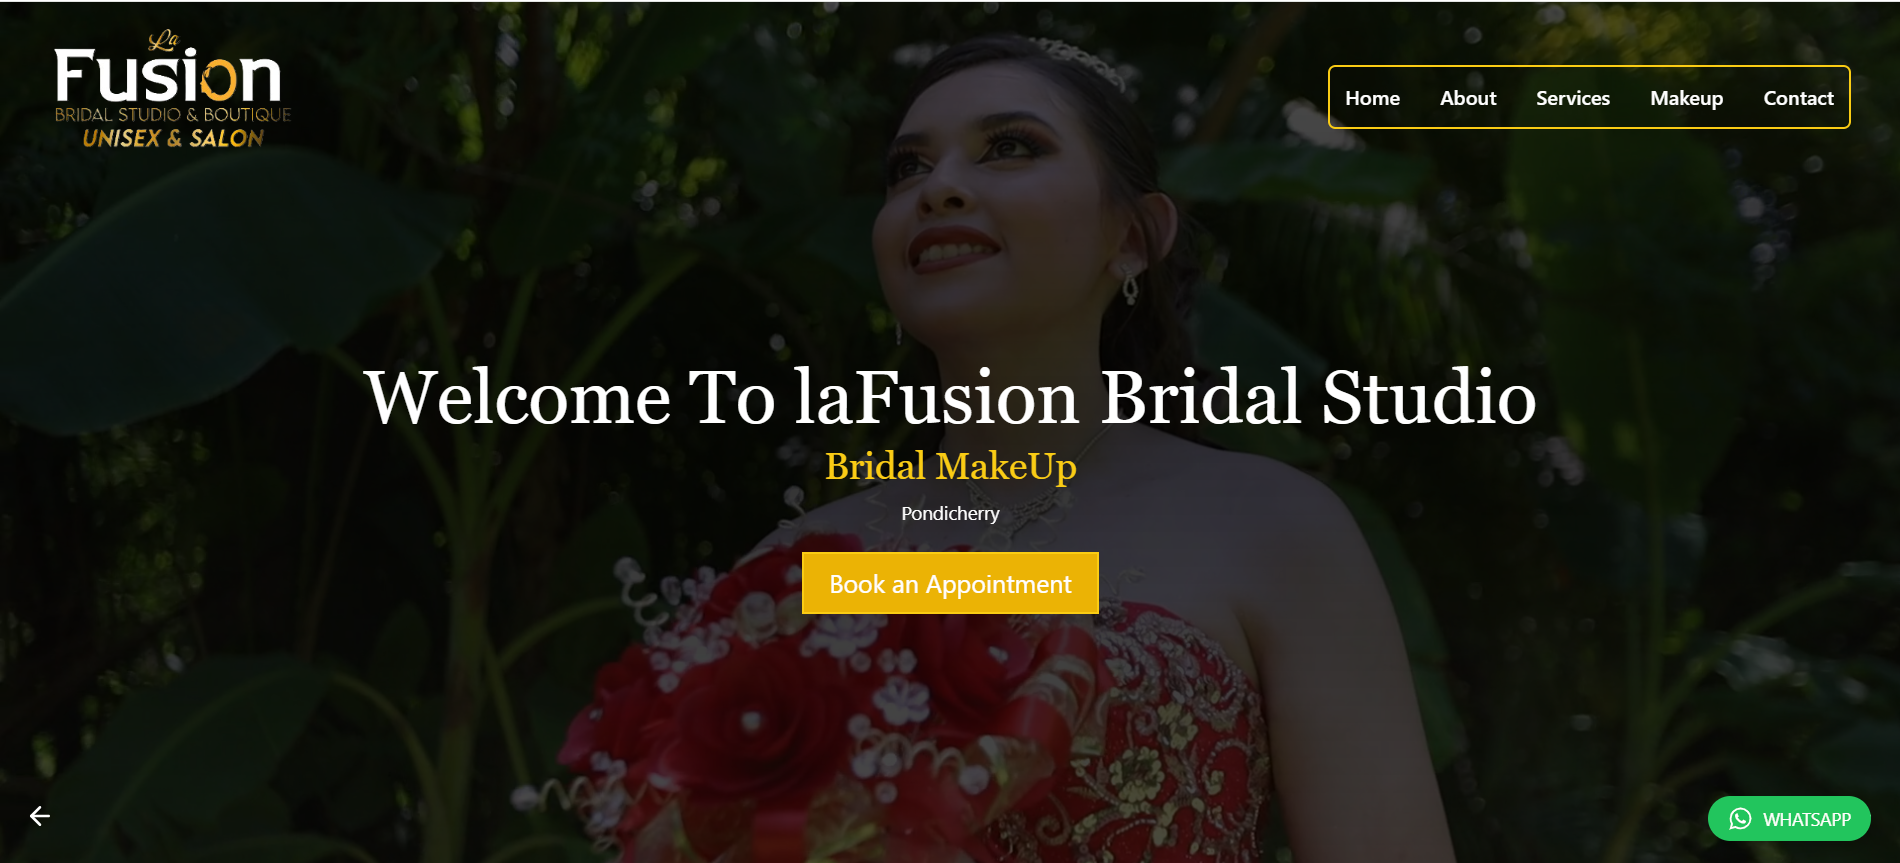 La
Fusion
BRIDAL STUDIO & BOUTIQUE
UNISEX & SALON
Home About Services Makeup Contact
Welcome To laFusion Bridal Studio
Bridal MakeUp
Pondicherry
Book an Appointment
WHATSAPP